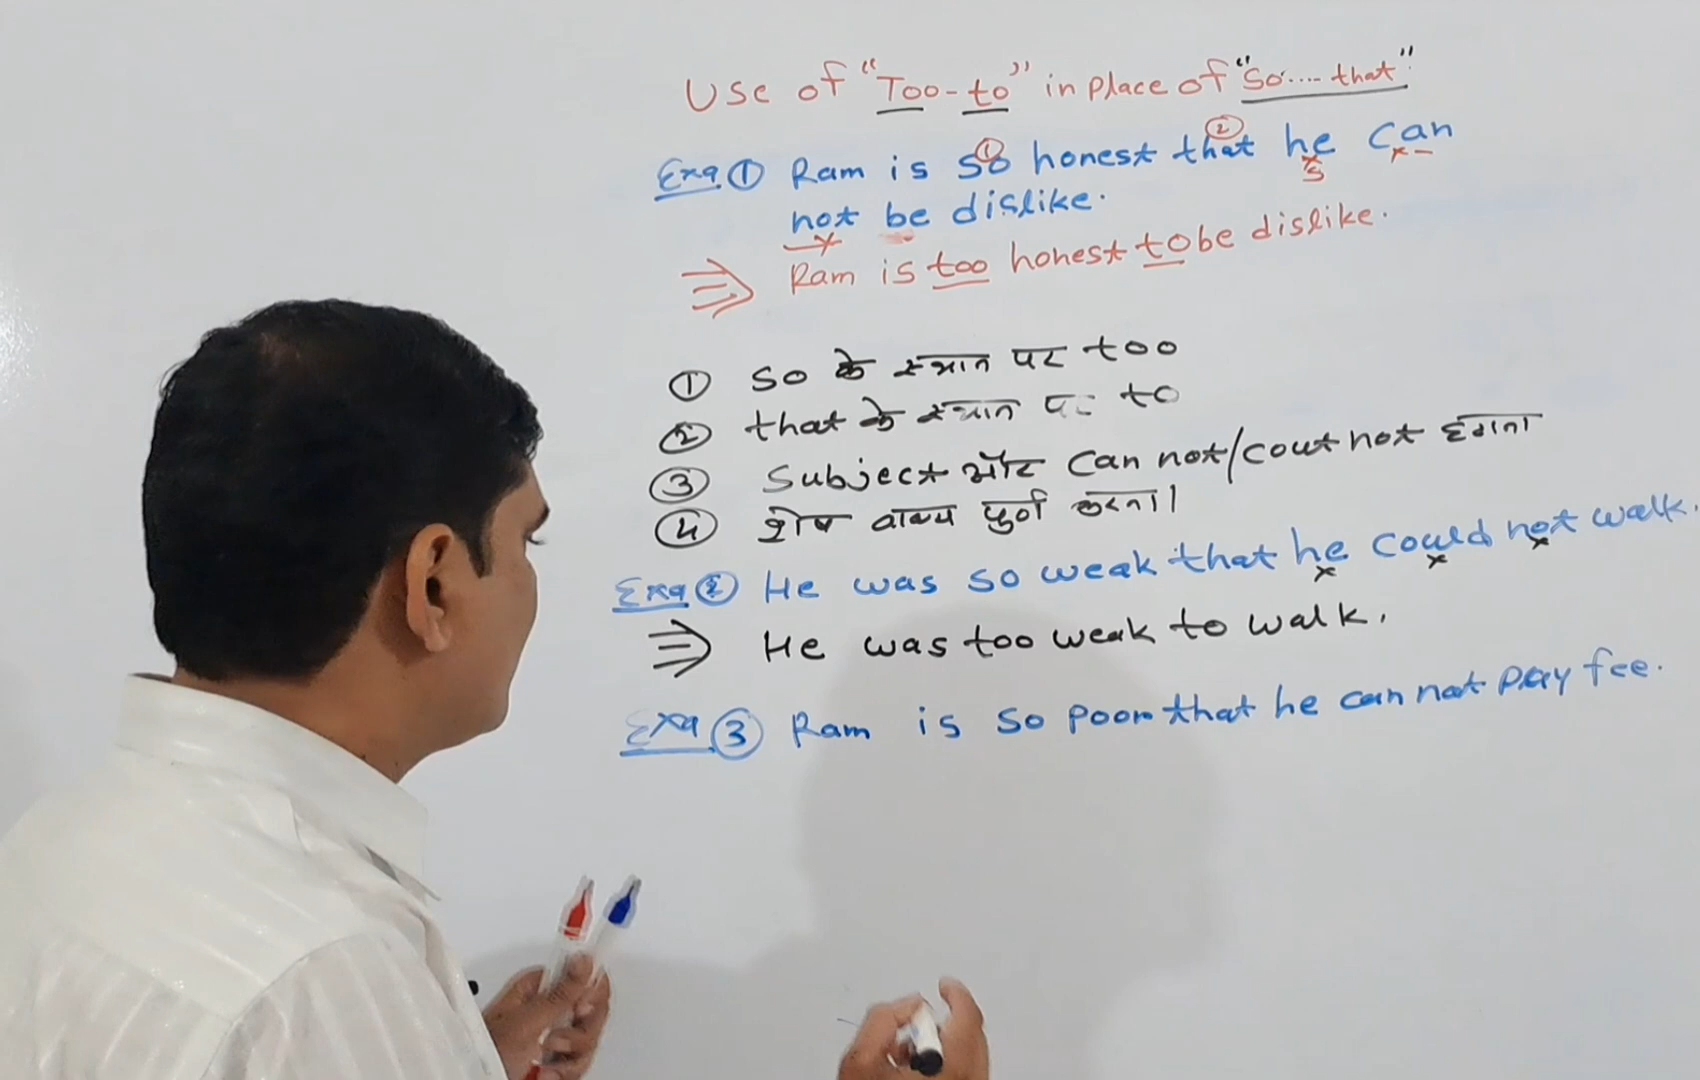 Use of "Too-to" in place of "So.... that"
Exa ① Ram is so honest that he can
① ②
s
not be dislike.
⇒ Ram is too honest to be dislike.
① so के स्थान पर too
② that के स्थान पर to
③ Subject और Can not/cout not हटाना
④ शेष वाक्य पुर्ण करना।
Exa ② He was so weak that he could not walk.
⇒ He was too weak to walk.
Exa ③ Ram is so poor that he can not pay fee.